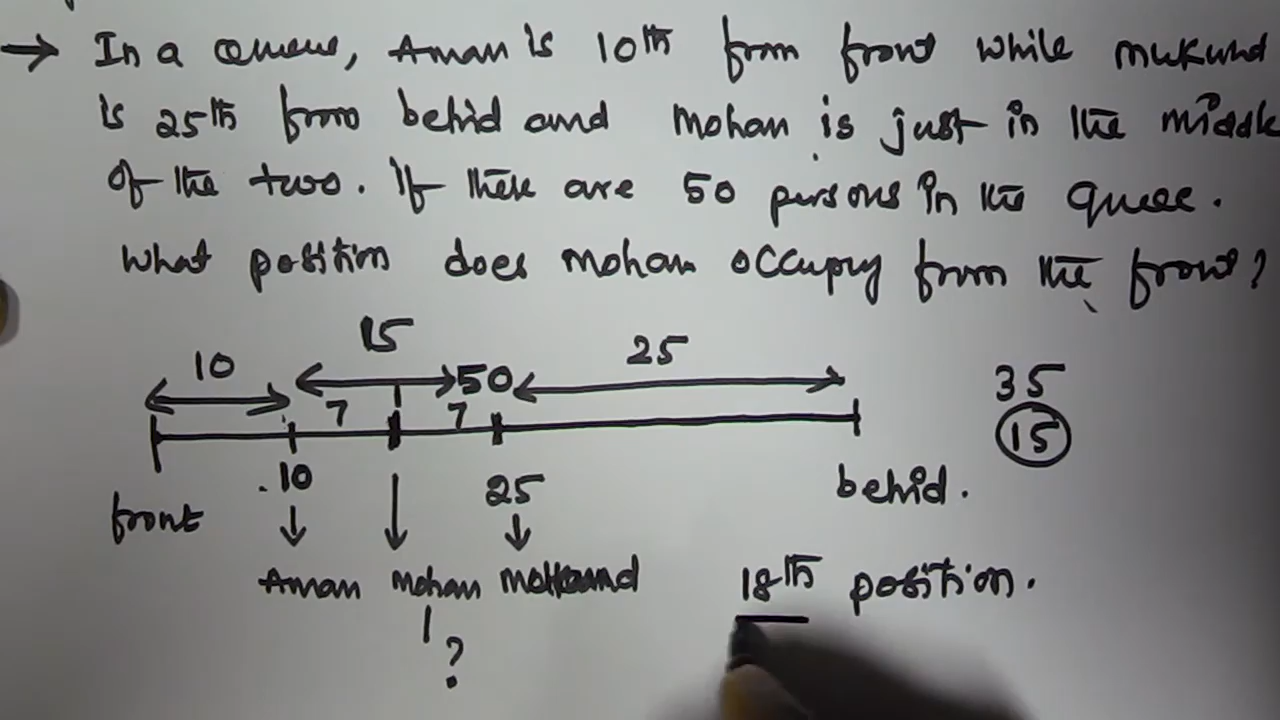 → In a queue, Aman is 10th from front while mukund
is 25th from behid and mohan is just in the middle
of the two. If there are 50 persons in the queue.
What position does mohan occupy from the front?
10 15 50 25 35
7 7 15
front 10 25 behid.
Aman mohan mukund 18th position.
?